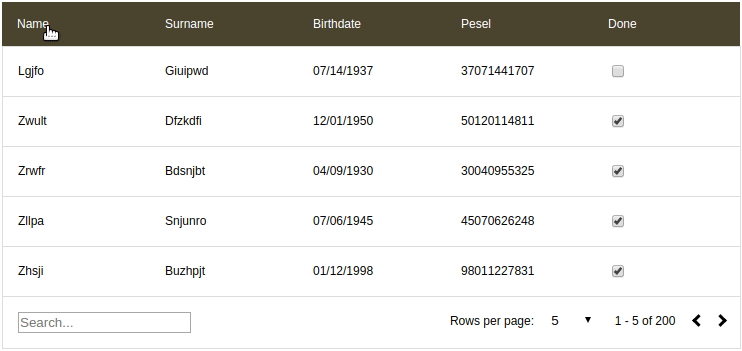 Name Surname Birthdate Pesel Done
Lgjfo Giuipwd 07/14/1937 37071441707
Zwult Dfzkdfi 12/01/1950 50120114811
Zrwfr Bdsnjbt 04/09/1930 30040955325
Zllpa Snjunro 07/06/1945 45070626248
Zhsji Buzhpjt 01/12/1998 98011227831
Search... Rows per page: 5 1 - 5 of 200